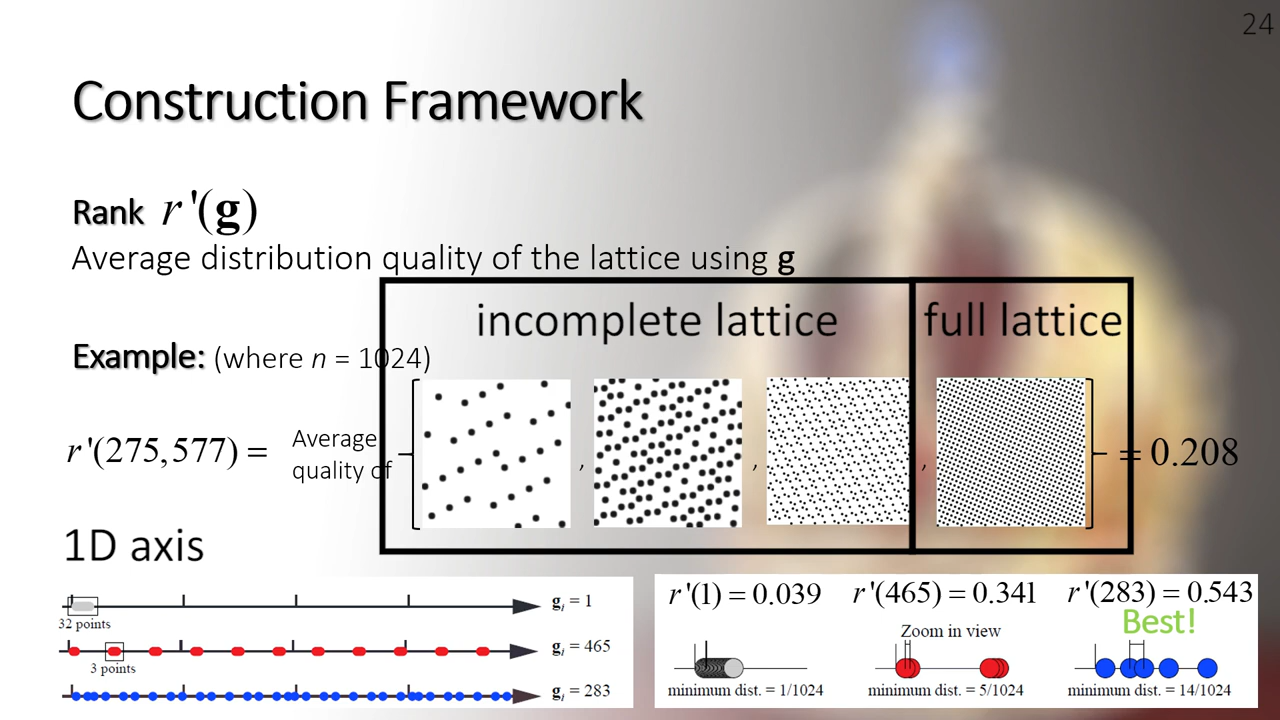 24
Construction Framework
Rank r'(g)
Average distribution quality of the lattice using g
incomplete lattice
full lattice
Example: (where n = 1024)
r'(275,577) = Average quality of , , , = 0.208
1D axis
g_i = 1
32 points
g_i = 465
3 points
g_i = 283
r'(1) = 0.039 r'(465) = 0.341 r'(283) = 0.543
Best!
Zoom in view
minimum dist. = 1/1024 minimum dist. = 5/1024 minimum dist. = 14/1024